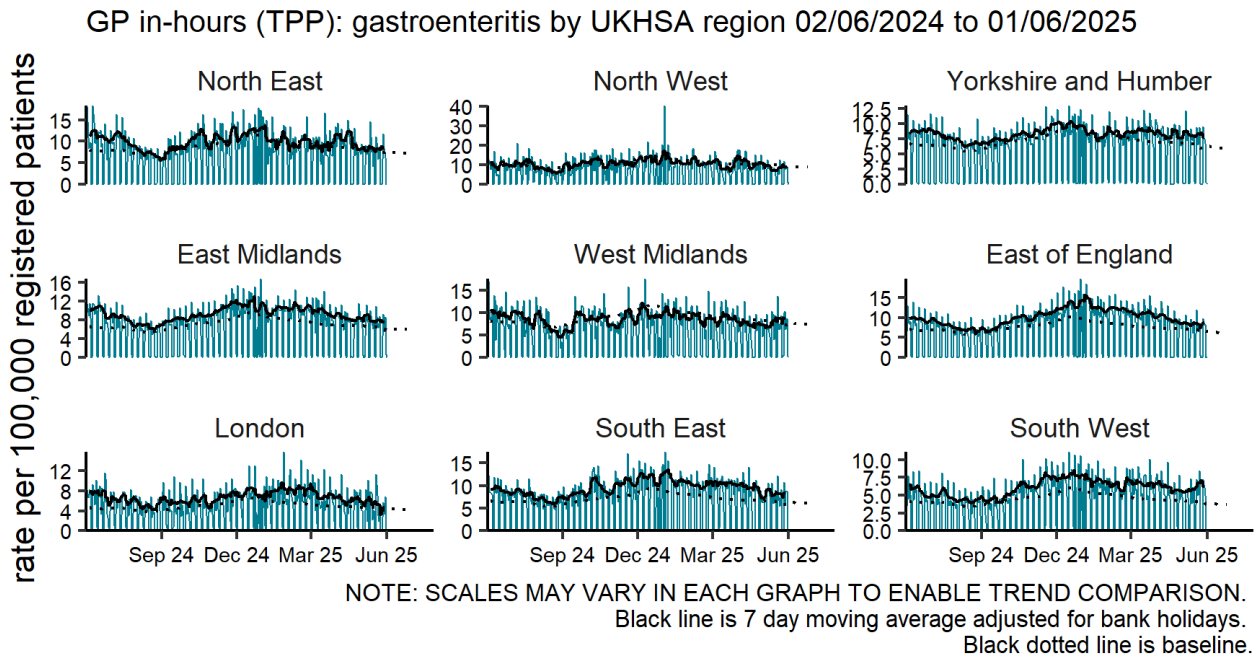 GP in-hours (TPP): gastroenteritis by UKHSA region 02/06/2024 to 01/06/2025
rate per 100,000 registered patients
North East
15
10
5
0
North West
40
30
20
10
0
Yorkshire and Humber
12.5
10.0
7.5
5.0
2.5
0.0
East Midlands
16
12
8
4
0
West Midlands
15
10
5
0
East of England
15
10
5
0
London
12
8
4
0
South East
15
10
5
0
South West
10.0
7.5
5.0
2.5
0.0
Sep 24 Dec 24 Mar 25 Jun 25
Sep 24 Dec 24 Mar 25 Jun 25
Sep 24 Dec 24 Mar 25 Jun 25
NOTE: SCALES MAY VARY IN EACH GRAPH TO ENABLE TREND COMPARISON.
Black line is 7 day moving average adjusted for bank holidays.
Black dotted line is baseline.